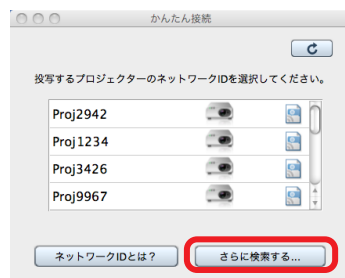 かんたん接続
投写するプロジェクターのネットワークIDを選択してください。
Proj2942
Proj1234
Proj3426
Proj9967
ネットワークIDとは？
さらに検索する...